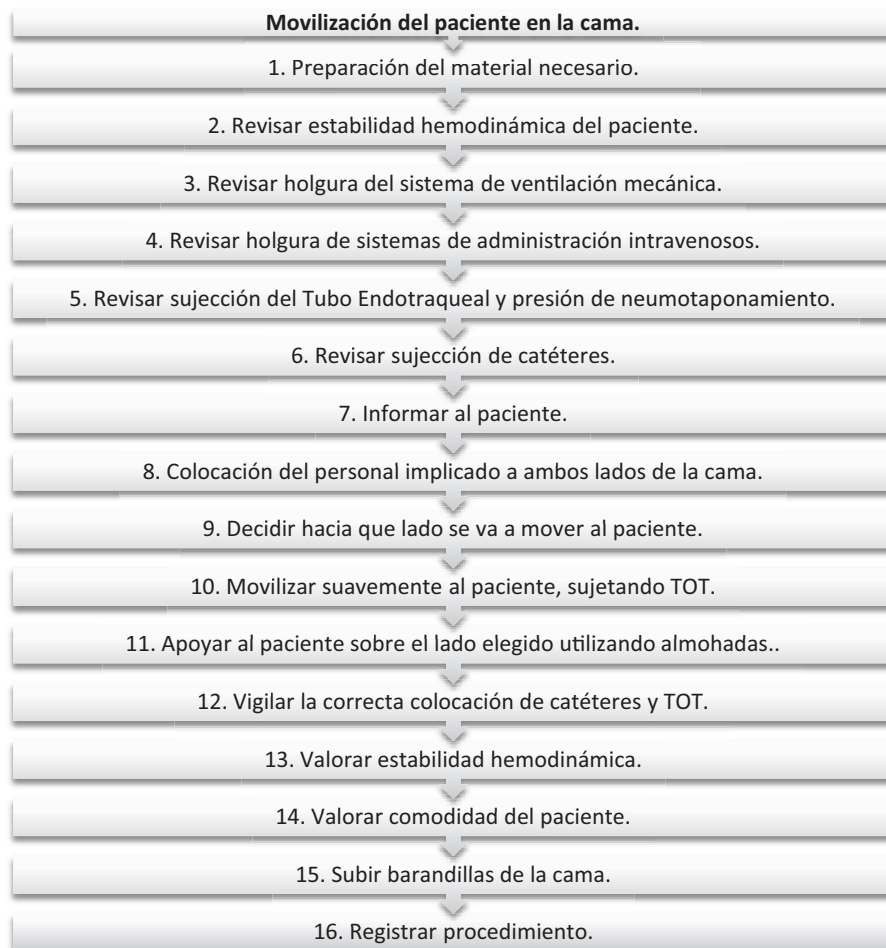 Movilización del paciente en la cama.
1. Preparación del material necesario.
2. Revisar estabilidad hemodinámica del paciente.
3. Revisar holgura del sistema de ventilación mecánica.
4. Revisar holgura de sistemas de administración intravenosos.
5. Revisar sujección del Tubo Endotraqueal y presión de neumotaponamiento.
6. Revisar sujección de catéteres.
7. Informar al paciente.
8. Colocación del personal implicado a ambos lados de la cama.
9. Decidir hacia que lado se va a mover al paciente.
10. Movilizar suavemente al paciente, sujetando TOT.
11. Apoyar al paciente sobre el lado elegido utilizando almohadas..
12. Vigilar la correcta colocación de catéteres y TOT.
13. Valorar estabilidad hemodinámica.
14. Valorar comodidad del paciente.
15. Subir barandillas de la cama.
16. Registrar procedimiento.